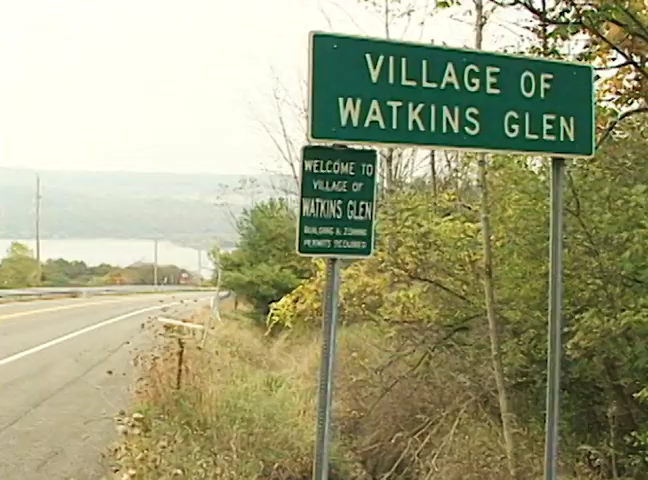 VILLAGE OF
WATKINS GLEN
WELCOME TO
VILLAGE OF
WATKINS GLEN
BUILDING & ZONING
PERMITS REQUIRED